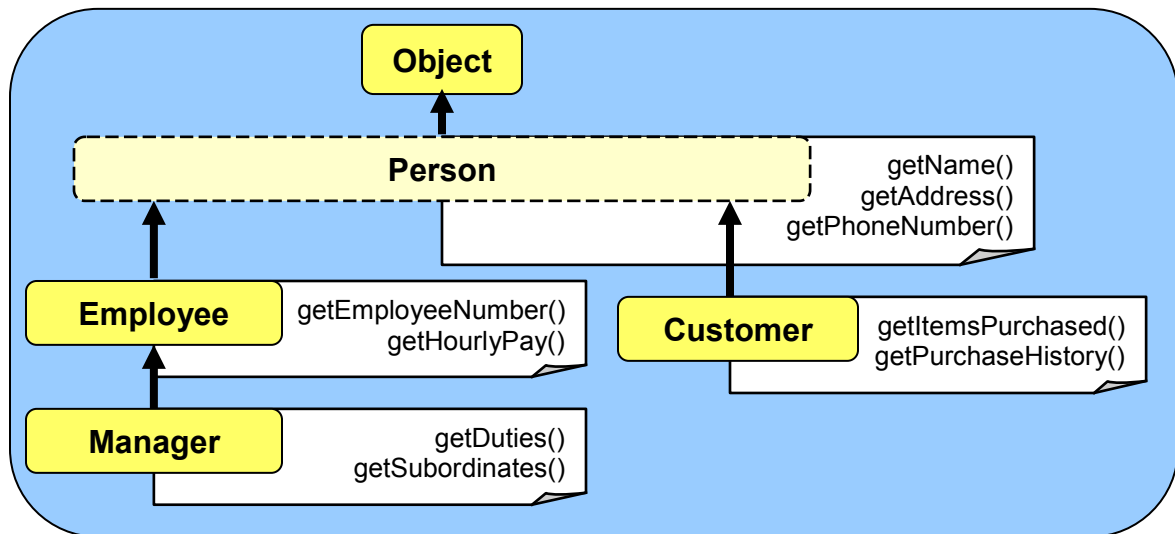 Object
Person
getName()
getAddress()
getPhoneNumber()
Employee
getEmployeeNumber()
getHourlyPay()
Customer
getItemsPurchased()
getPurchaseHistory()
Manager
getDuties()
getSubordinates()